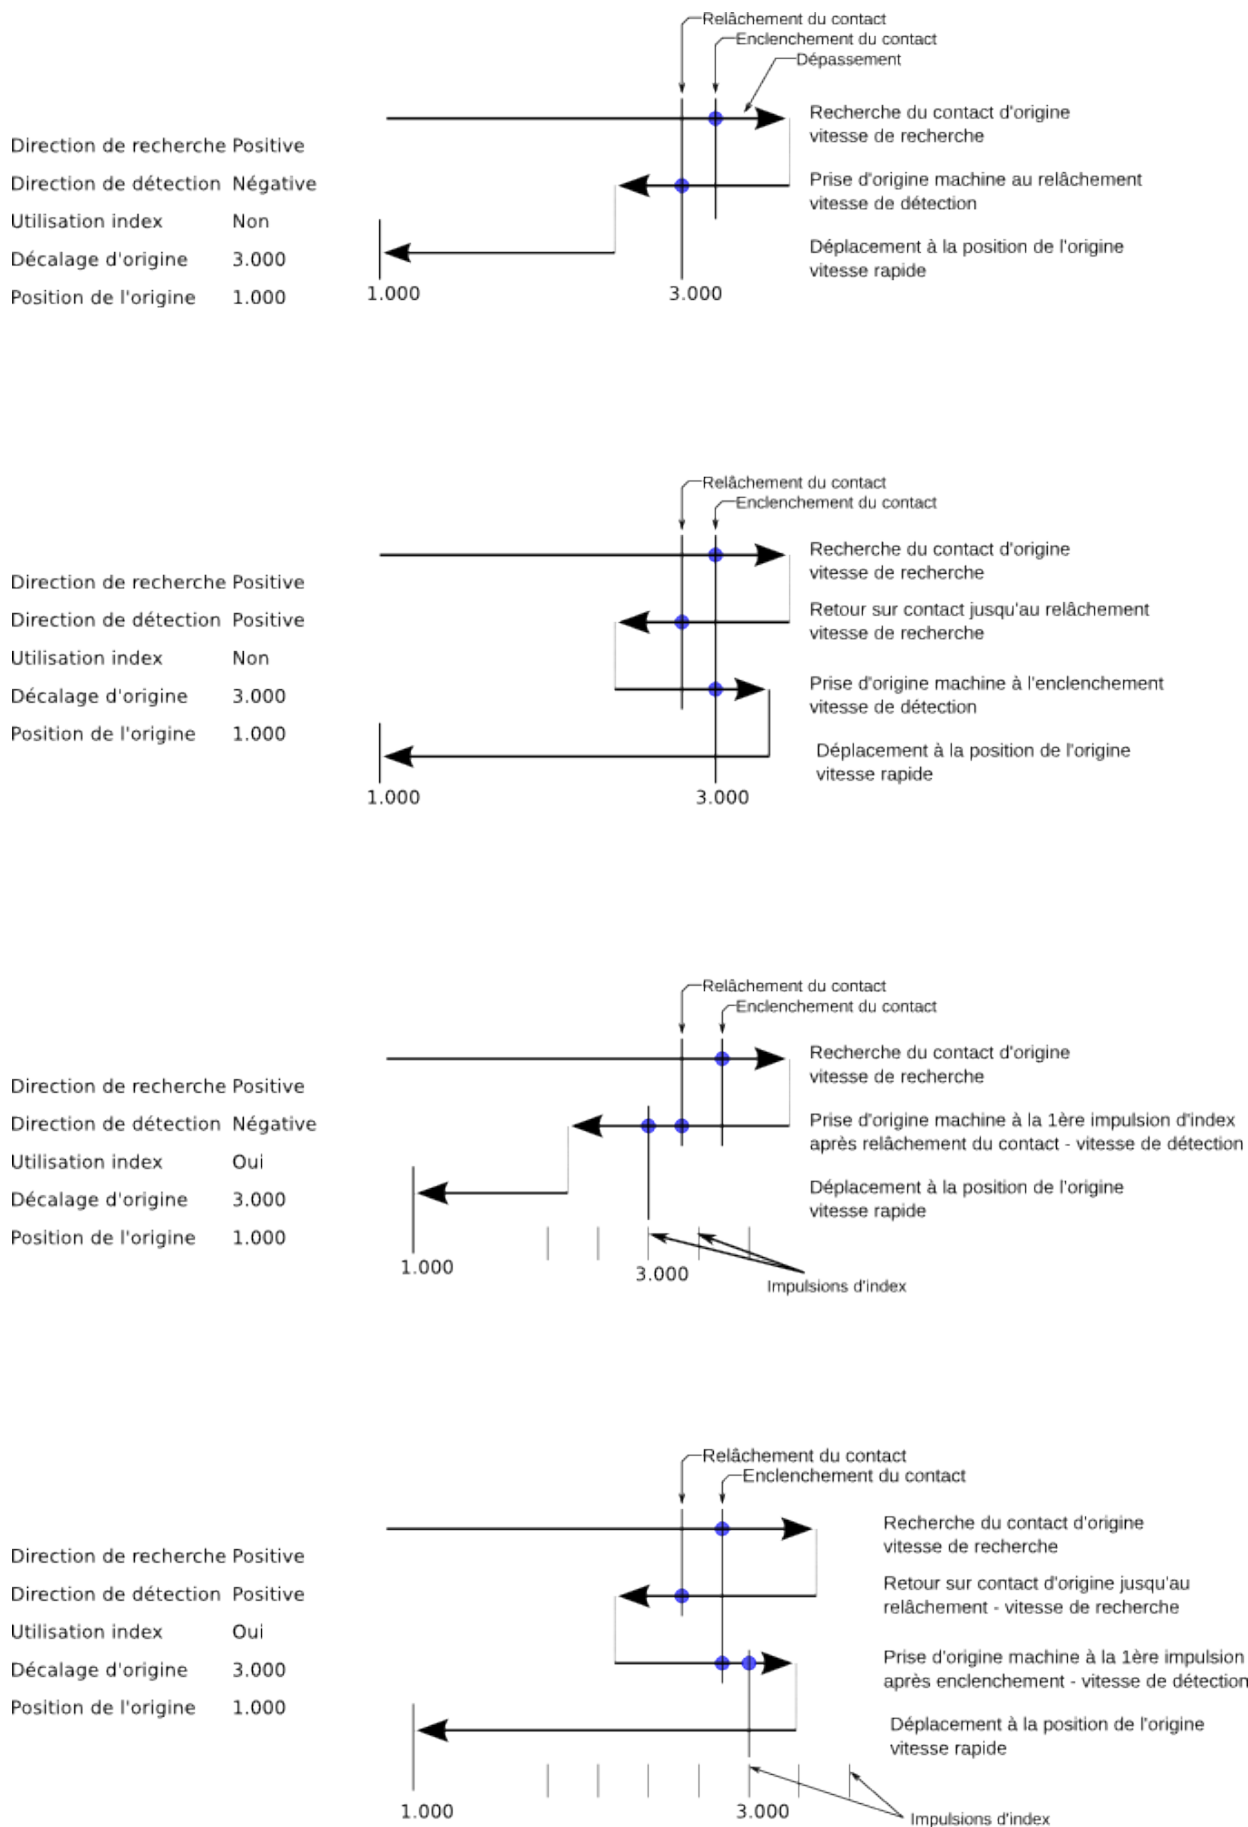 Relâchement du contact
Enclenchement du contact
Dépassement
Recherche du contact d'origine
vitesse de recherche
Direction de recherche Positive
Direction de détection Négative
Prise d'origine machine au relâchement
vitesse de détection
Utilisation index Non
Décalage d'origine 3.000
Déplacement à la position de l'origine
vitesse rapide
Position de l'origine 1.000
1.000 3.000
Relâchement du contact
Enclenchement du contact
Recherche du contact d'origine
vitesse de recherche
Direction de recherche Positive
Direction de détection Positive
Retour sur contact jusqu'au relâchement
vitesse de recherche
Utilisation index Non
Décalage d'origine 3.000
Prise d'origine machine à l'enclenchement
vitesse de détection
Position de l'origine 1.000
Déplacement à la position de l'origine
vitesse rapide
1.000 3.000
Relâchement du contact
Enclenchement du contact
Recherche du contact d'origine
vitesse de recherche
Direction de recherche Positive
Direction de détection Négative
Prise d'origine machine à la 1ère impulsion d'index
après relâchement du contact - vitesse de détection
Utilisation index Oui
Décalage d'origine 3.000
Déplacement à la position de l'origine
vitesse rapide
Position de l'origine 1.000
1.000 3.000
Impulsions d'index
Relâchement du contact
Enclenchement du contact
Recherche du contact d'origine
vitesse de recherche
Direction de recherche Positive
Direction de détection Positive
Retour sur contact d'origine jusqu'au
relâchement - vitesse de recherche
Utilisation index Oui
Décalage d'origine 3.000
Prise d'origine machine à la 1ère impulsion
après enclenchement - vitesse de détection
Position de l'origine 1.000
Déplacement à la position de l'origine
vitesse rapide
1.000 3.000
Impulsions d'index